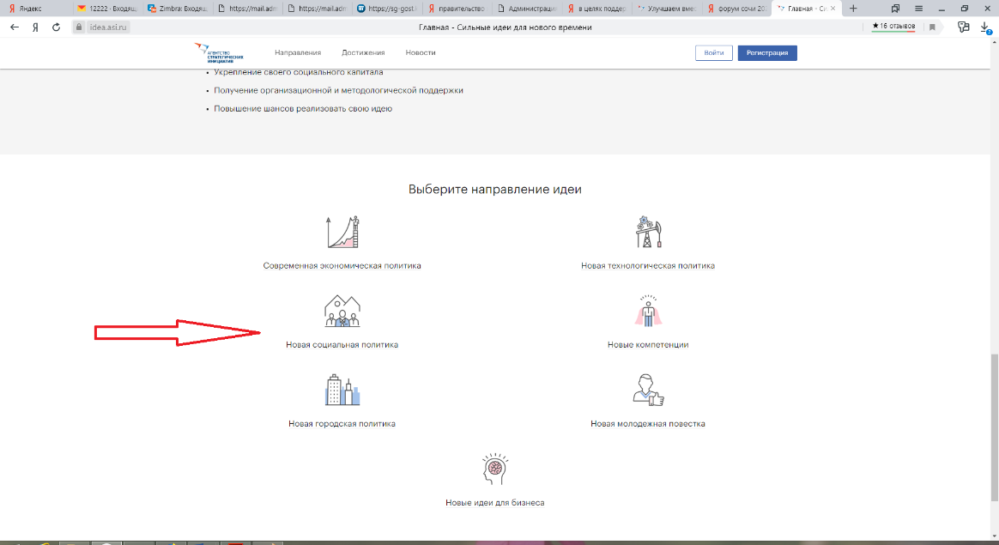 Яндекс
12222 · Входящ
Zimbra: Входящ
https://mail.adm
https://mail.adm
https://sg-gost.
правительство
Администраци
в целях поддер
Улучшаем вме
форум сочи 20
Главная - Си
idea.asi.ru
Главная - Сильные идеи для нового времени
★ 16 отзывов
АГЕНТСТВО
СТРАТЕГИЧЕСКИХ
ИНИЦИАТИВ
Направления
Достижения
Новости
Войти
Регистрация
• Укрепление своего социального капитала
• Получение организационной и методологической поддержки
• Повышение шансов реализовать свою идею
Выберите направление идеи
Современная экономическая политика
Новая технологическая политика
Новая социальная политика
Новые компетенции
Новая городская политика
Новая молодежная повестка
Новые идеи для бизнеса